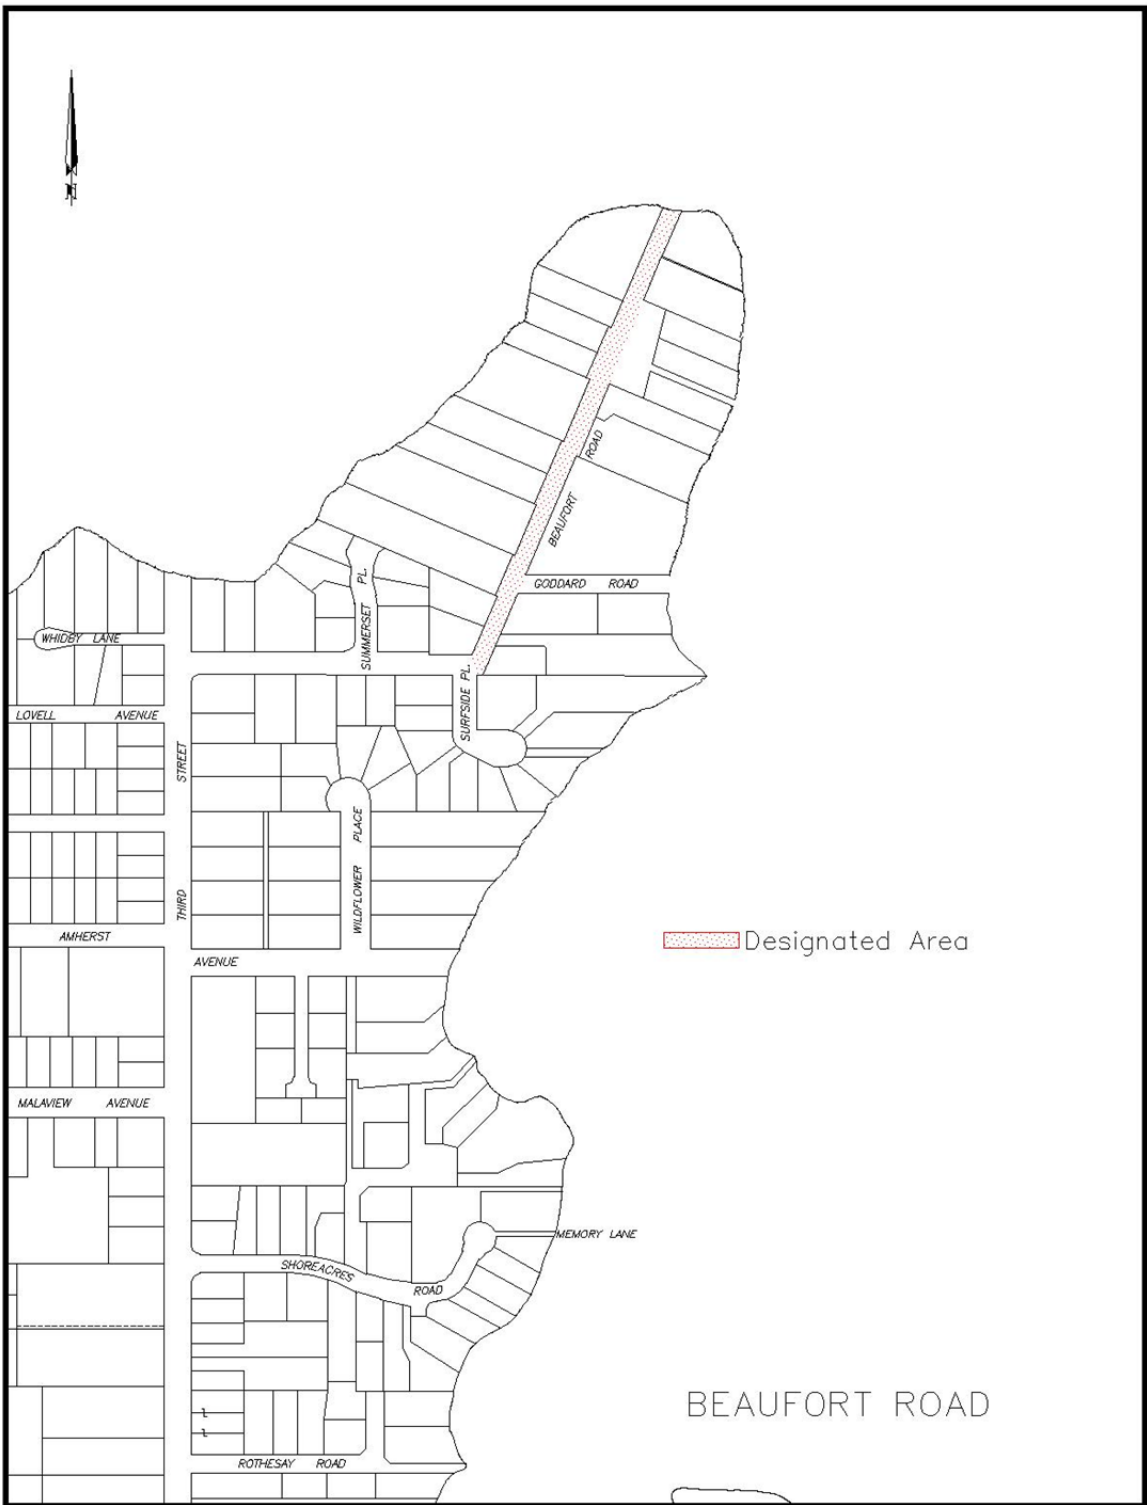 N
BEAUFORT ROAD
GODDARD ROAD
SUMMERSET PL.
WHIDBY LANE
SURFSIDE PL.
LOVELL AVENUE
THIRD STREET
WILDFLOWER PLACE
AMHERST AVENUE
Designated Area
MALAVIEW AVENUE
MEMORY LANE
SHOREACRES ROAD
BEAUFORT ROAD
ROTHESAY ROAD